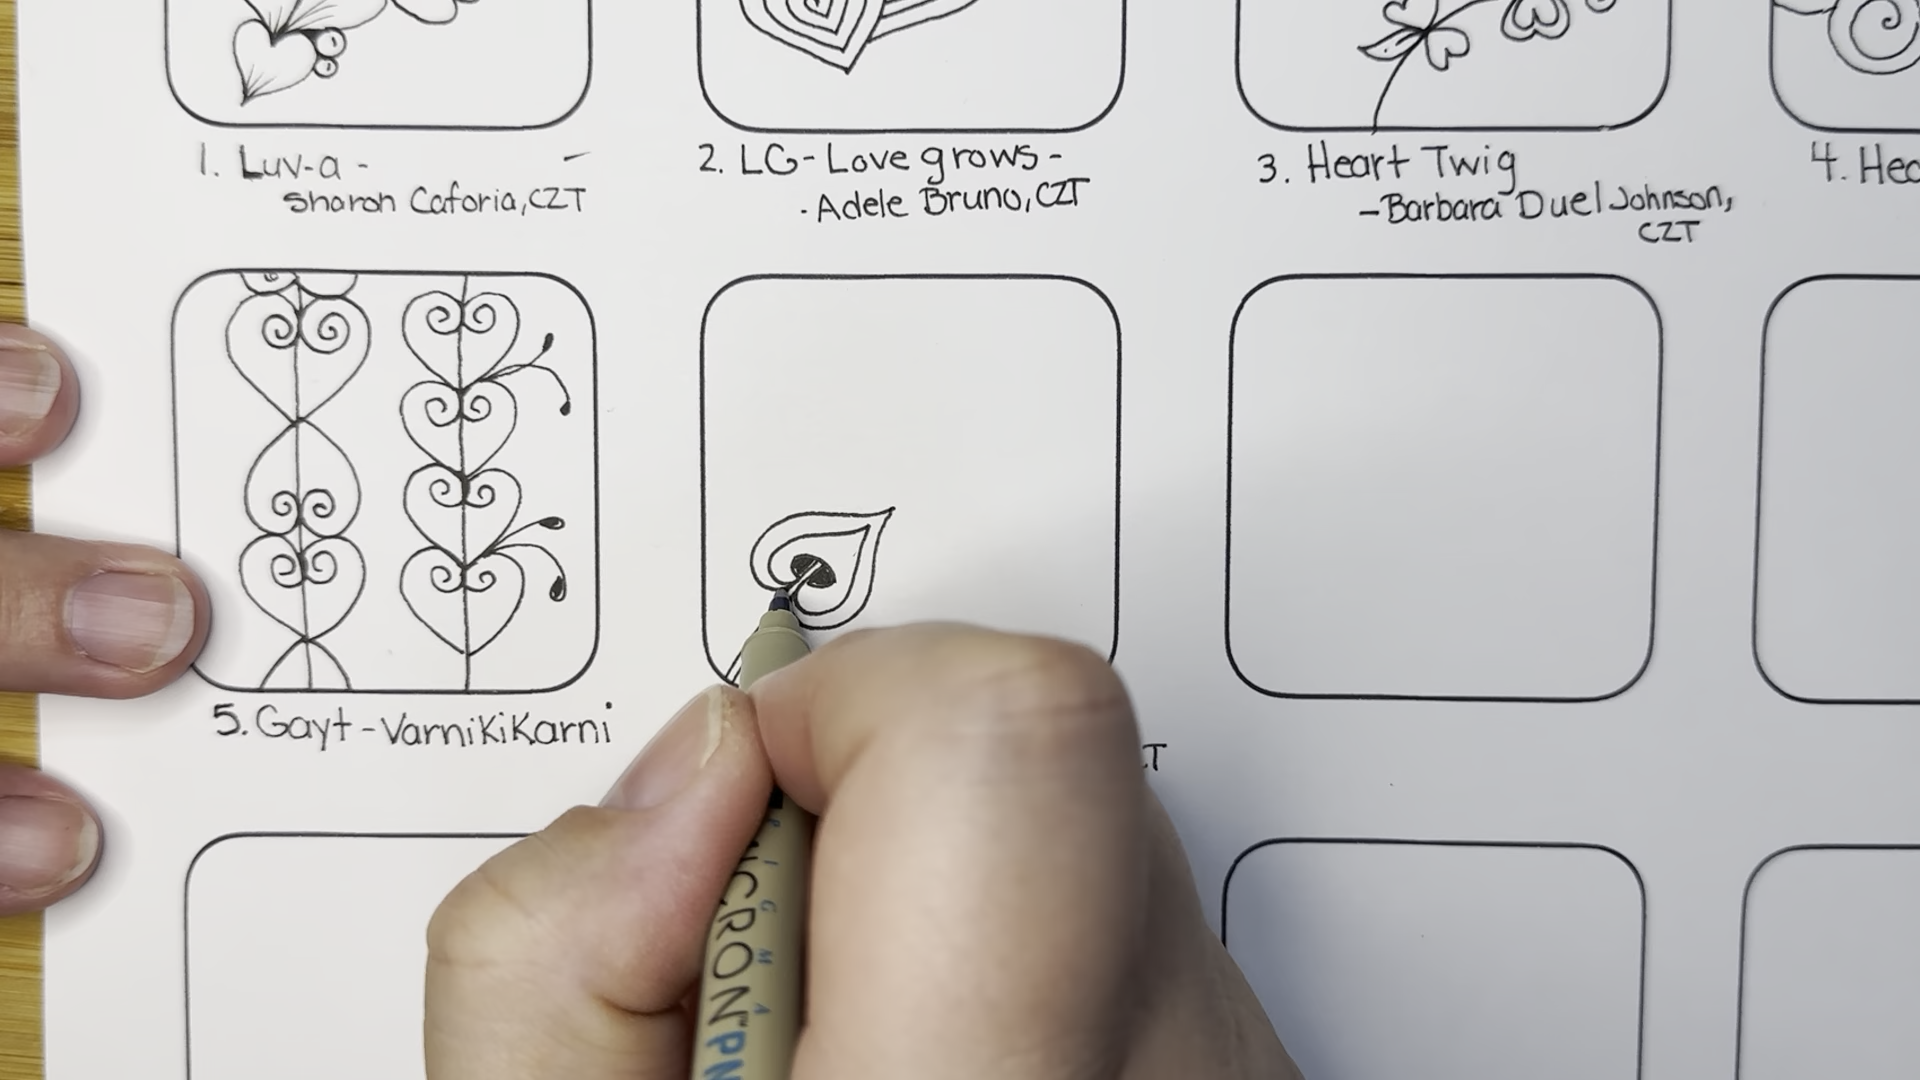 1. Luv-a -
Sharon Caforia, CZT
2. LG - Love grows -
- Adele Bruno, CZT
3. Heart Twig
- Barbara Duel Johnson,
CZT
4.
5. Gayt - VarniKiKarni
MICRON PN